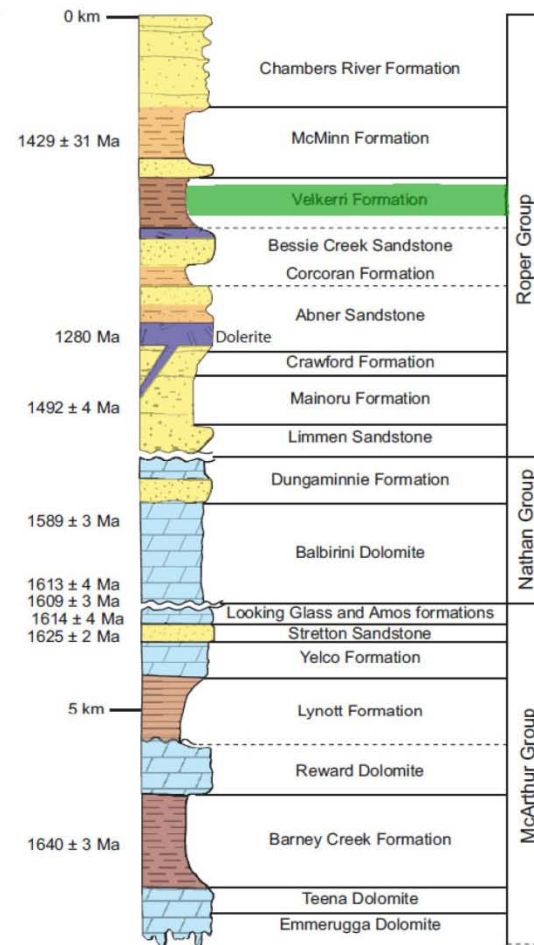 0 km
Chambers River Formation
1429 ± 31 Ma
McMinn Formation
Velkerri Formation
Bessie Creek Sandstone
Corcoran Formation
Abner Sandstone
1280 Ma
Dolerite
Crawford Formation
Mainoru Formation
1492 ± 4 Ma
Limmen Sandstone
Roper Group
Dungaminnie Formation
1589 ± 3 Ma
Balbirini Dolomite
1613 ± 4 Ma
Nathan Group
1609 ± 3 Ma
Looking Glass and Amos formations
1614 ± 4 Ma
Stretton Sandstone
1625 ± 2 Ma
Yelco Formation
5 km
Lynott Formation
Reward Dolomite
1640 ± 3 Ma
Barney Creek Formation
Teena Dolomite
Emmerugga Dolomite
McArthur Group